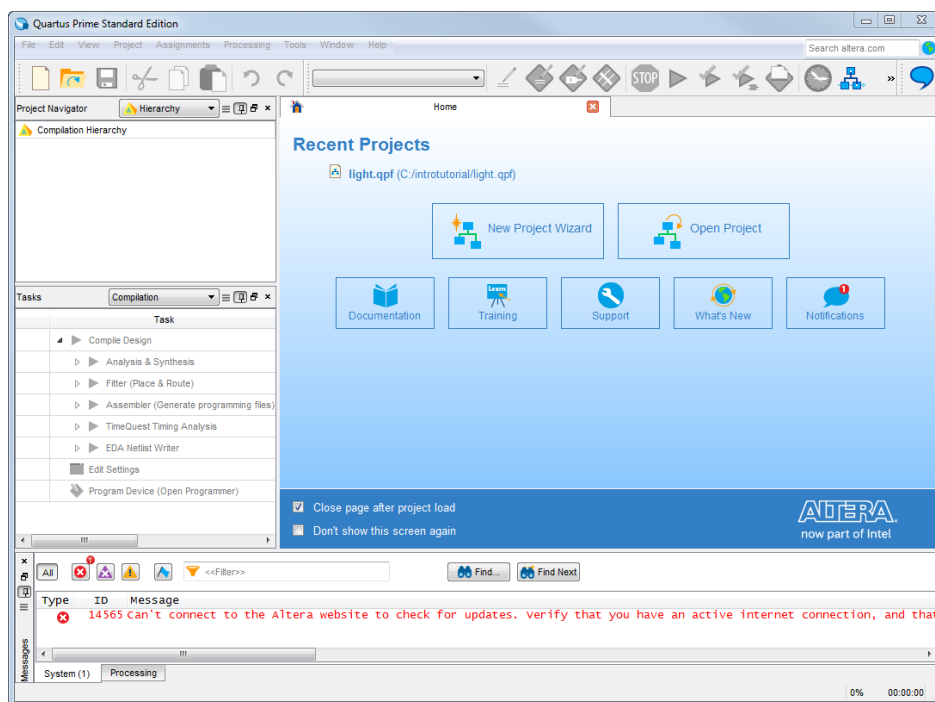 Quartus Prime Standard Edition
File Edit View Project Assignments Processing Tools Window Help
Search altera.com
STOP
»
Project Navigator Hierarchy
Home
Compilation Hierarchy
Recent Projects
light.qpf (C:/introtutorial/light.qpf)
New Project Wizard
Open Project
Learn
1
Documentation
Training
Support
What's New
Notifications
Tasks Compilation
Task
Compile Design
Analysis & Synthesis
Fitter (Place & Route)
Assembler (Generate programming files)
TimeQuest Timing Analysis
EDA Netlist Writer
Edit Settings
Program Device (Open Programmer)
Close page after project load
Don't show this screen again
ALTERA.
now part of Intel
All
1
<<Filter>>
Find...
Find Next
Type ID Message
14565 Can't connect to the Altera website to check for updates. Verify that you have an active internet connection, and that
Messages
System (1) Processing
0% 00:00:00